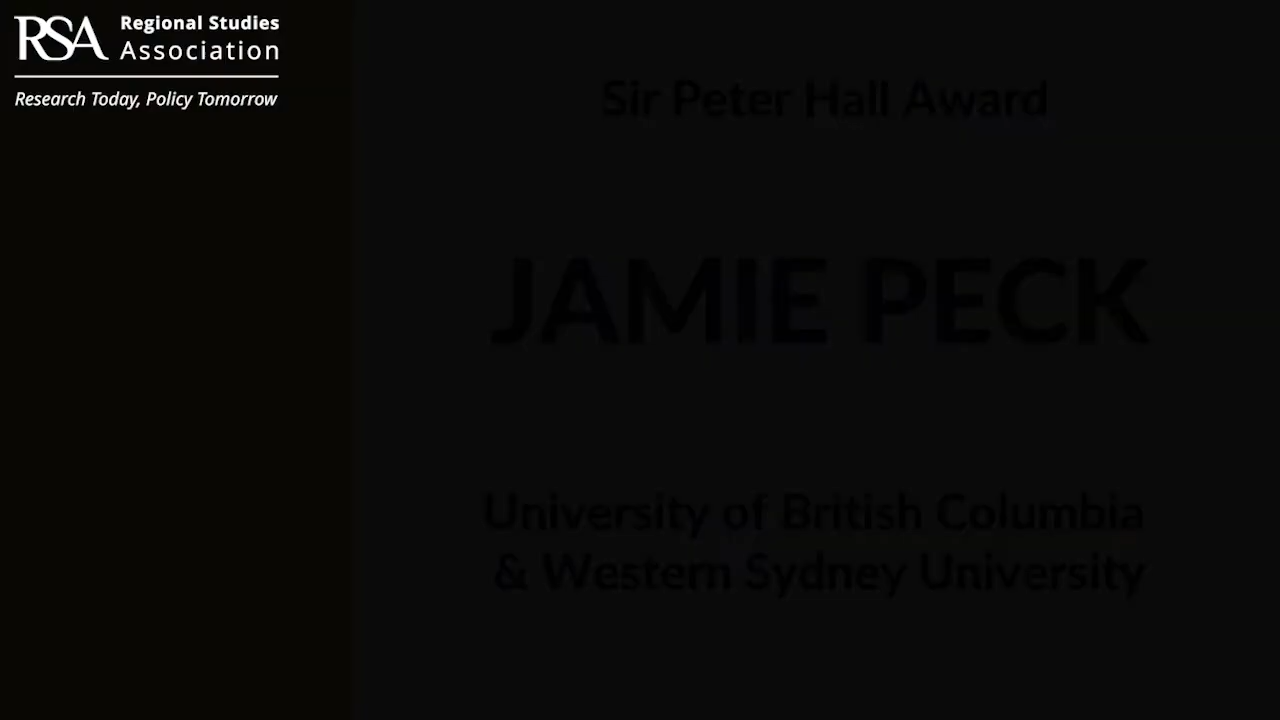 RSA
Regional Studies
Association
Research Today, Policy Tomorrow
Sir Peter Hall Award
JAMIE PECK
University of British Columbia
& Western Sydney University